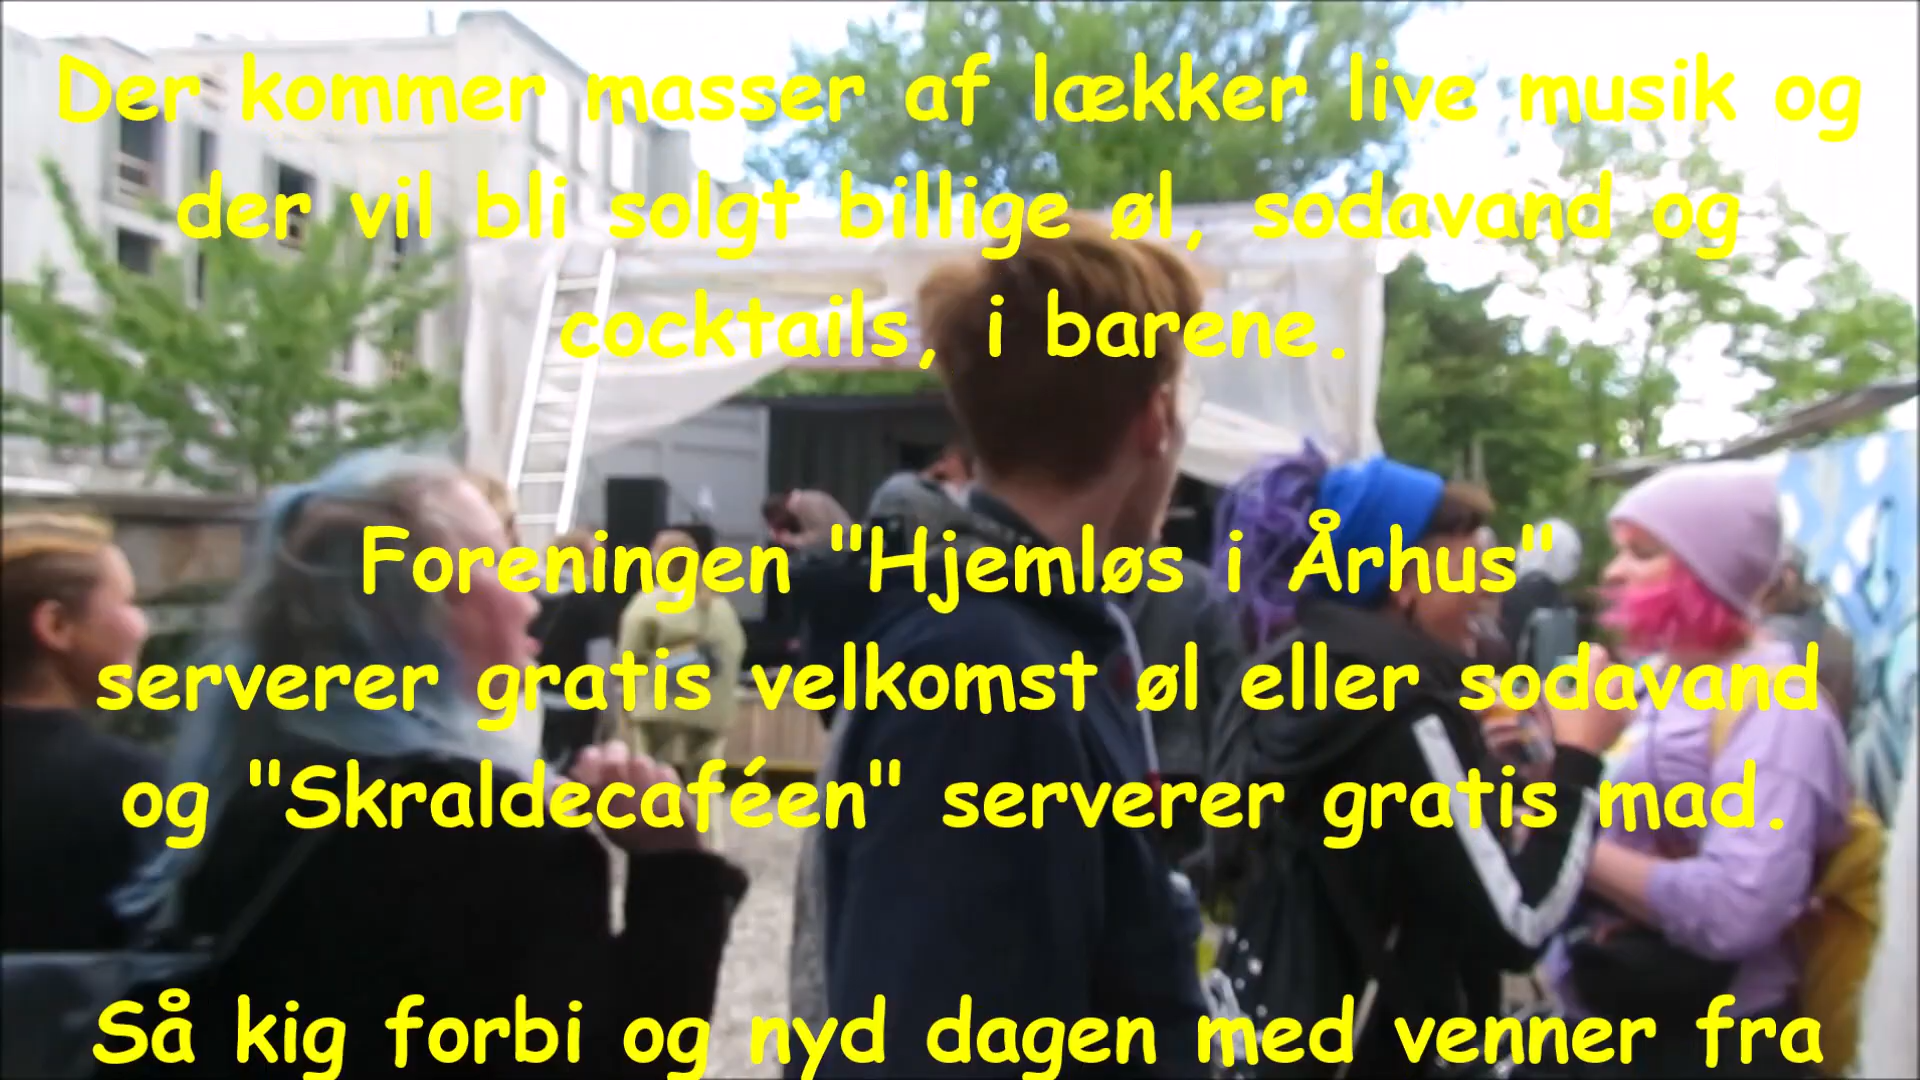 Der kommer masser af lækker live musik og
der vil bli solgt billige øl, sodavand og
cocktails, i barene.
Foreningen "Hjemløs i Århus"
serverer gratis velkomst øl eller sodavand
og "Skraldecaféen" serverer gratis mad.
Så kig forbi og nyd dagen med venner fra